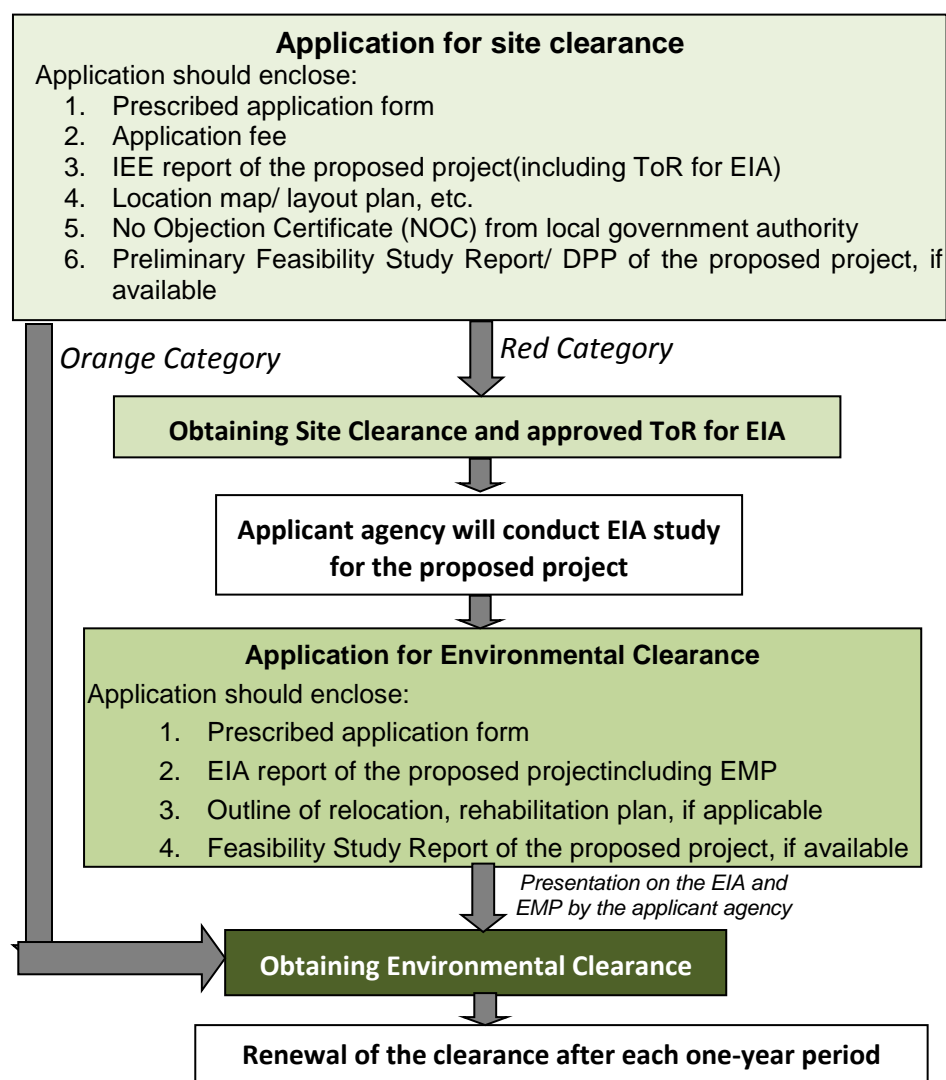 Application for site clearance
Application should enclose:
1. Prescribed application form
2. Application fee
3. IEE report of the proposed project(including ToR for EIA)
4. Location map/ layout plan, etc.
5. No Objection Certificate (NOC) from local government authority
6. Preliminary Feasibility Study Report/ DPP of the proposed project, if
available
Orange Category
Red Category
Obtaining Site Clearance and approved ToR for EIA
Applicant agency will conduct EIA study
for the proposed project
Application for Environmental Clearance
Application should enclose:
1. Prescribed application form
2. EIA report of the proposed projectincluding EMP
3. Outline of relocation, rehabilitation plan, if applicable
4. Feasibility Study Report of the proposed project, if available
Presentation on the EIA and
EMP by the applicant agency
Obtaining Environmental Clearance
Renewal of the clearance after each one-year period